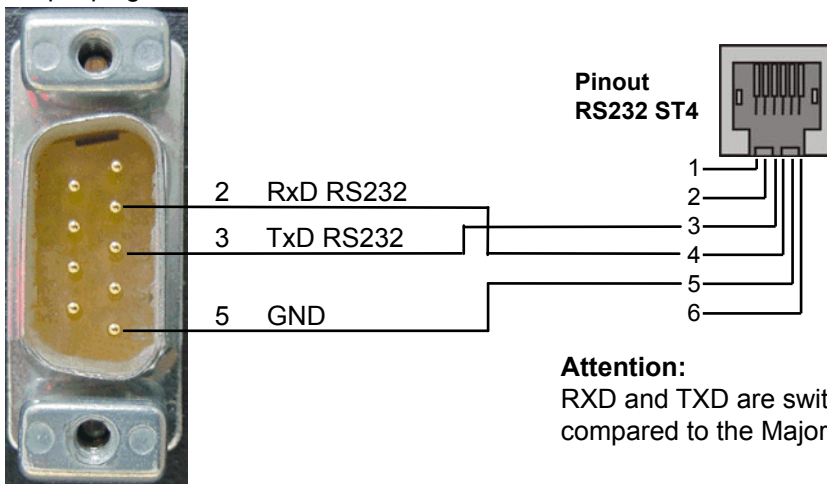 Pinout
RS232 ST4
1
2 RxD RS232
2
3 TxD RS232
3
4
5
5 GND
6
Attention:
RXD and TXD are swit
compared to the Major